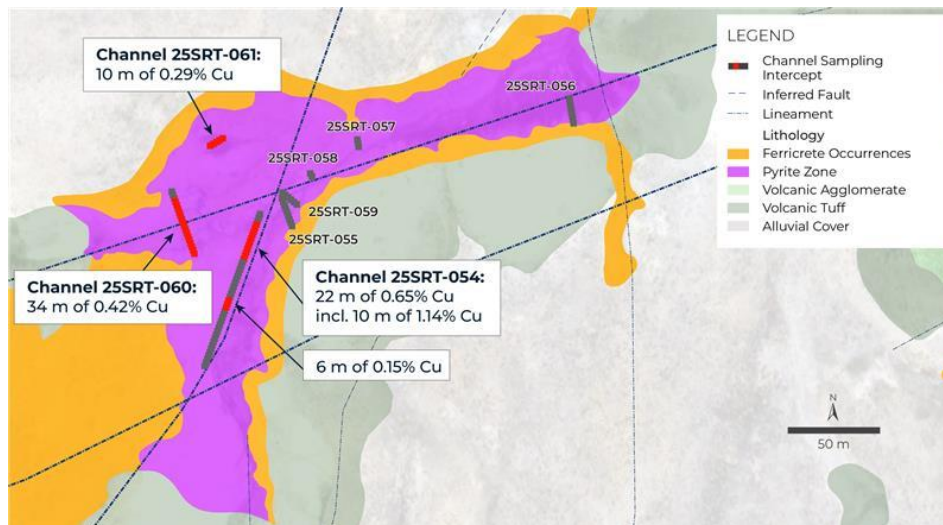 Channel 25SRT-061:
10 m of 0.29% Cu
25SRT-056
25SRT-057
25SRT-058
25SRT-059
25SRT-055
Channel 25SRT-060:
34 m of 0.42% Cu
Channel 25SRT-054:
22 m of 0.65% Cu
incl. 10 m of 1.14% Cu
6 m of 0.15% Cu
LEGEND
Channel Sampling
Intercept
Inferred Fault
Lineament
Lithology
Ferricrete Occurrences
Pyrite Zone
Volcanic Agglomerate
Volcanic Tuff
Alluvial Cover
N
50 m